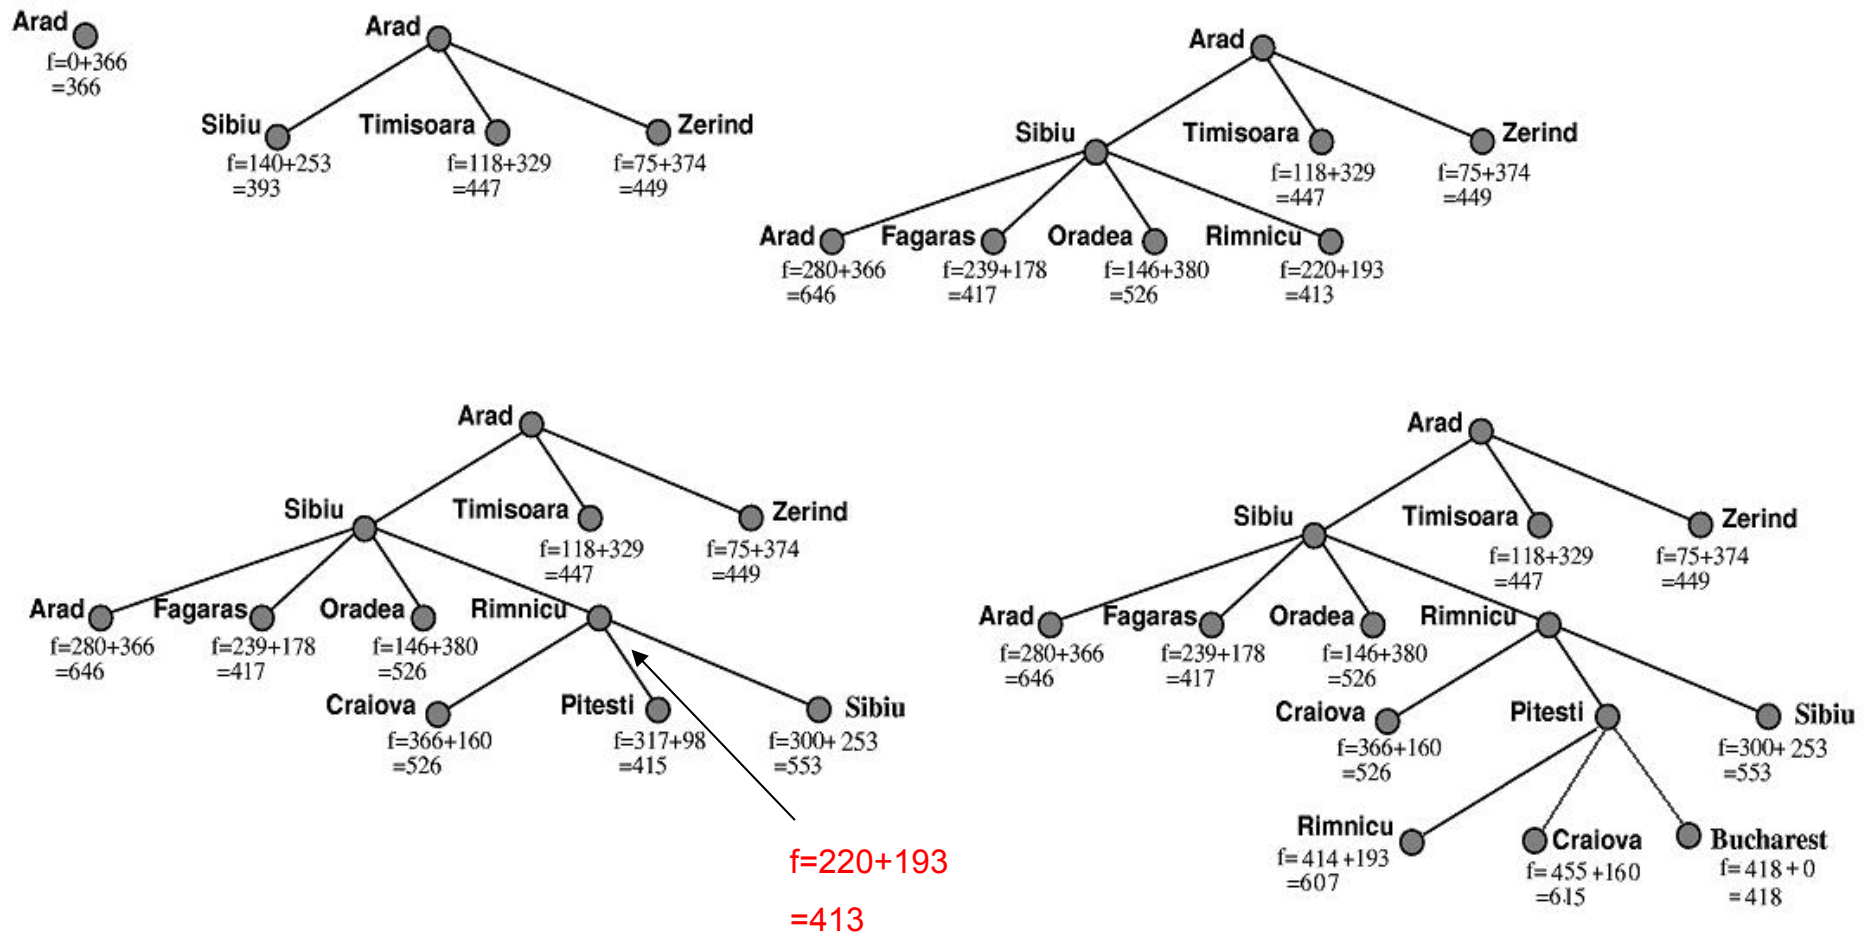 Arad
f=0+366
=366
Arad
Sibiu
f=140+253
=393
Timisoara
f=118+329
=447
Zerind
f=75+374
=449
Arad
Sibiu
Timisoara
f=118+329
=447
Zerind
f=75+374
=449
Arad
f=280+366
=646
Fagaras
f=239+178
=417
Oradea
f=146+380
=526
Rimnicu
f=220+193
=413
Arad
Sibiu
Timisoara
f=118+329
=447
Zerind
f=75+374
=449
Arad
f=280+366
=646
Fagaras
f=239+178
=417
Oradea
f=146+380
=526
Rimnicu
Craiova
f=366+160
=526
Pitesti
f=317+98
=415
Sibiu
f=300+ 253
=553
f=220+193
=413
Arad
Sibiu
Timisoara
f=118+329
=447
Zerind
f=75+374
=449
Arad
f=280+366
=646
Fagaras
f=239+178
=417
Oradea
f=146+380
=526
Rimnicu
Craiova
f=366+160
=526
Pitesti
Sibiu
f=300+ 253
=553
Rimnicu
f= 414 +193
=607
Craiova
f= 455 +160
=615
Bucharest
f= 418 + 0
= 418